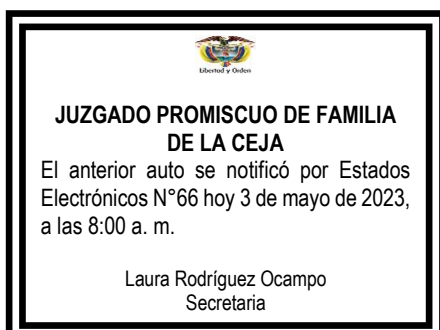 Libertad y Orden
JUZGADO PROMISCUO DE FAMILIA
DE LA CEJA
El anterior auto se notificó por Estados
Electrónicos N°66 hoy 3 de mayo de 2023,
a las 8:00 a. m.
Laura Rodríguez Ocampo
Secretaria